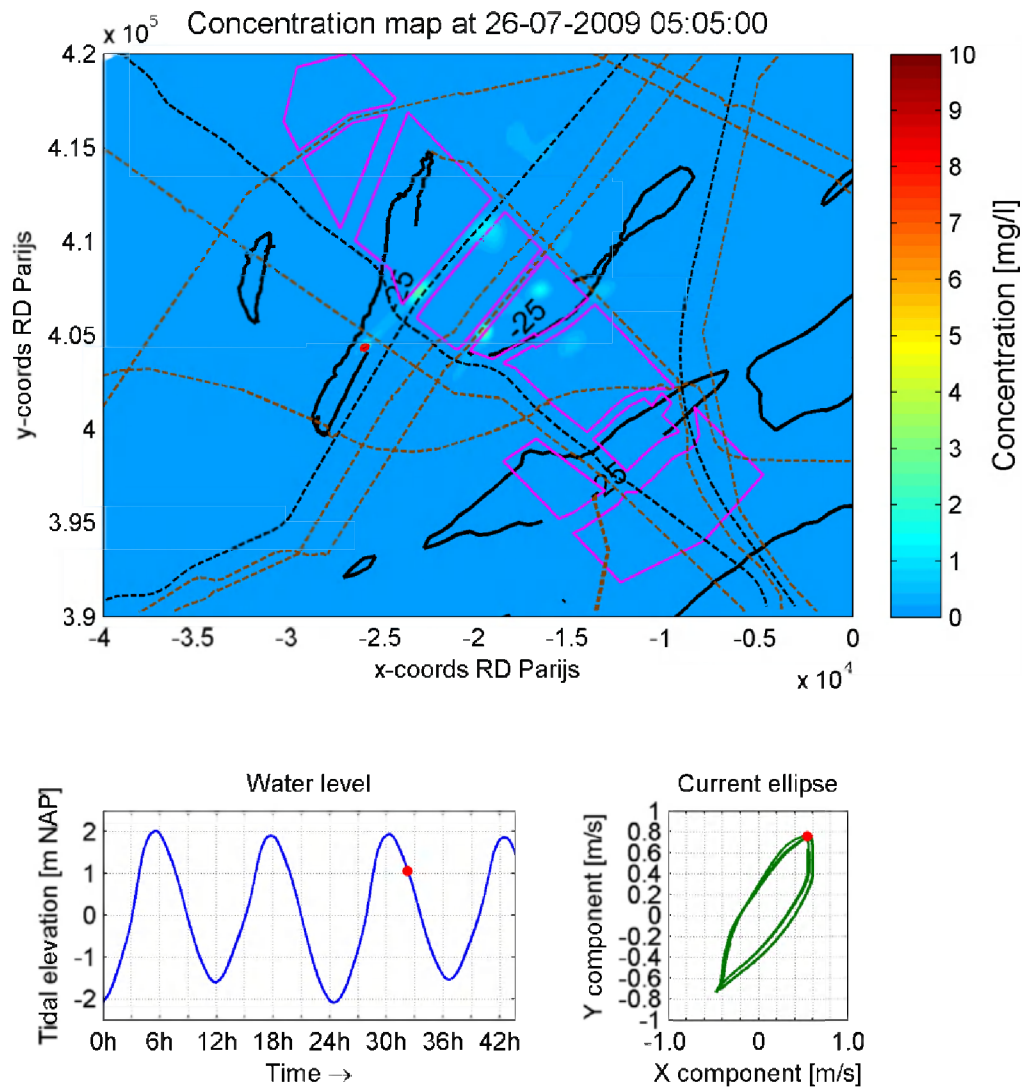 Concentration map at 26-07-2009 05:05:00
x 10⁵
4.2
4.15
4.1
4.05
4
3.95
3.9
y-coords RD Parijs
-4
-3.5
-3
-2.5
-2
-1.5
-1
-0.5
0
x-coords RD Parijs
x 10⁴
-25
-25
-25
10
9
8
7
6
5
4
3
2
1
0
Concentration [mg/l]
Water level
Tidal elevation [m NAP]
2
1
0
-1
-2
0h
6h
12h
18h
24h
30h
36h
42h
Time →
Current ellipse
Y component [m/s]
1
0.8
0.6
0.4
0.2
0
-0.2
-0.4
-0.6
-0.8
-1
-1.0
0
1.0
X component [m/s]